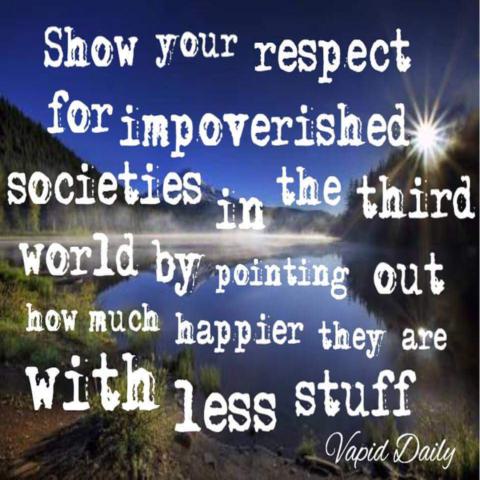 Show your respect
for impoverished
societies in the third
world by pointing out
how much happier they are
with less stuff
Vapid Daily